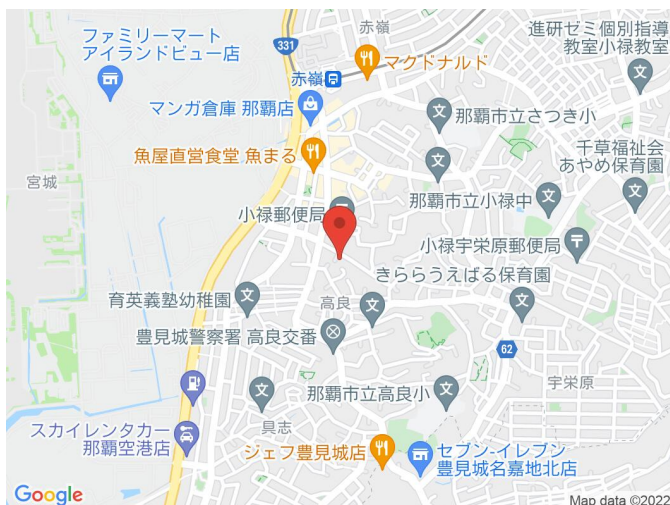 ファミリーマート
アイランドビュー店
331
赤嶺
進研ゼミ個別指導
教室小禄教室
赤嶺
マクドナルド
マンガ倉庫 那覇店
那覇市立さつき小
魚屋直営食堂 魚まる
千草福祉会
あやめ保育園
宮城
那覇市立小禄中
小禄郵便局
小禄宇栄原郵便局
きららうえばる保育園
育英義塾幼稚園
高良
豊見城警察署 高良交番
62
宇栄原
那覇市立高良小
具志
スカイレンタカー
那覇空港店
ジェフ豊見城店
セブン-イレブン
豊見城名嘉地北店
Google
Map data ©2022